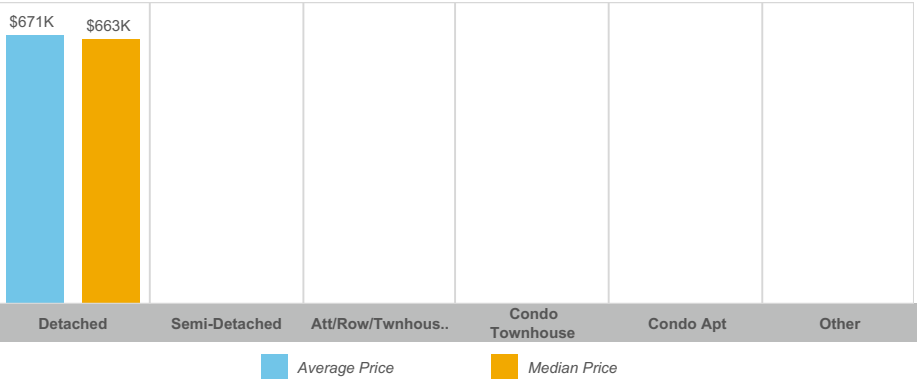 $671K
$663K
Detached
Semi-Detached
Att/Row/Twnhous..
Condo
Townhouse
Condo Apt
Other
Average Price
Median Price